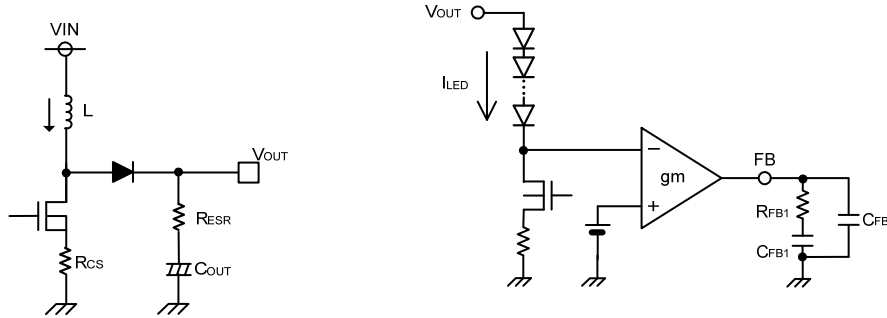 VIN
L
VOUT
RESR
RCS
COUT
VOUT
ILED
gm
FB
RFB1
CFB1
CFB